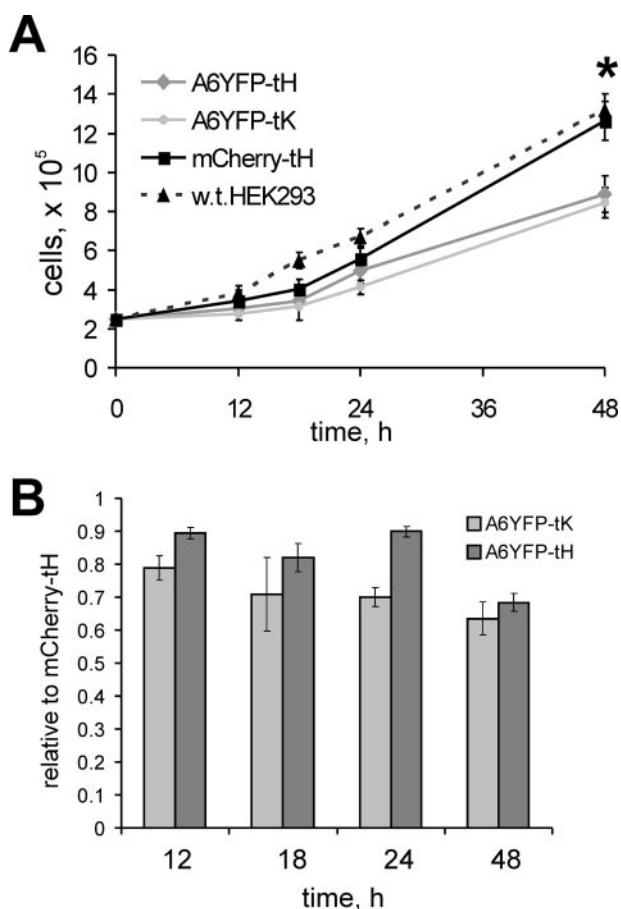 A
16
14
12
10
8
6
4
2
0
cells, x 10⁵
A6YFP-tH
A6YFP-tK
mCherry-tH
w.t.HEK293
*
0 12 24 36 48
time, h
B
1
0.9
0.8
0.7
0.6
0.5
0.4
0.3
0.2
0.1
0
relative to mCherry-tH
A6YFP-tK
A6YFP-tH
12 18 24 48
time, h